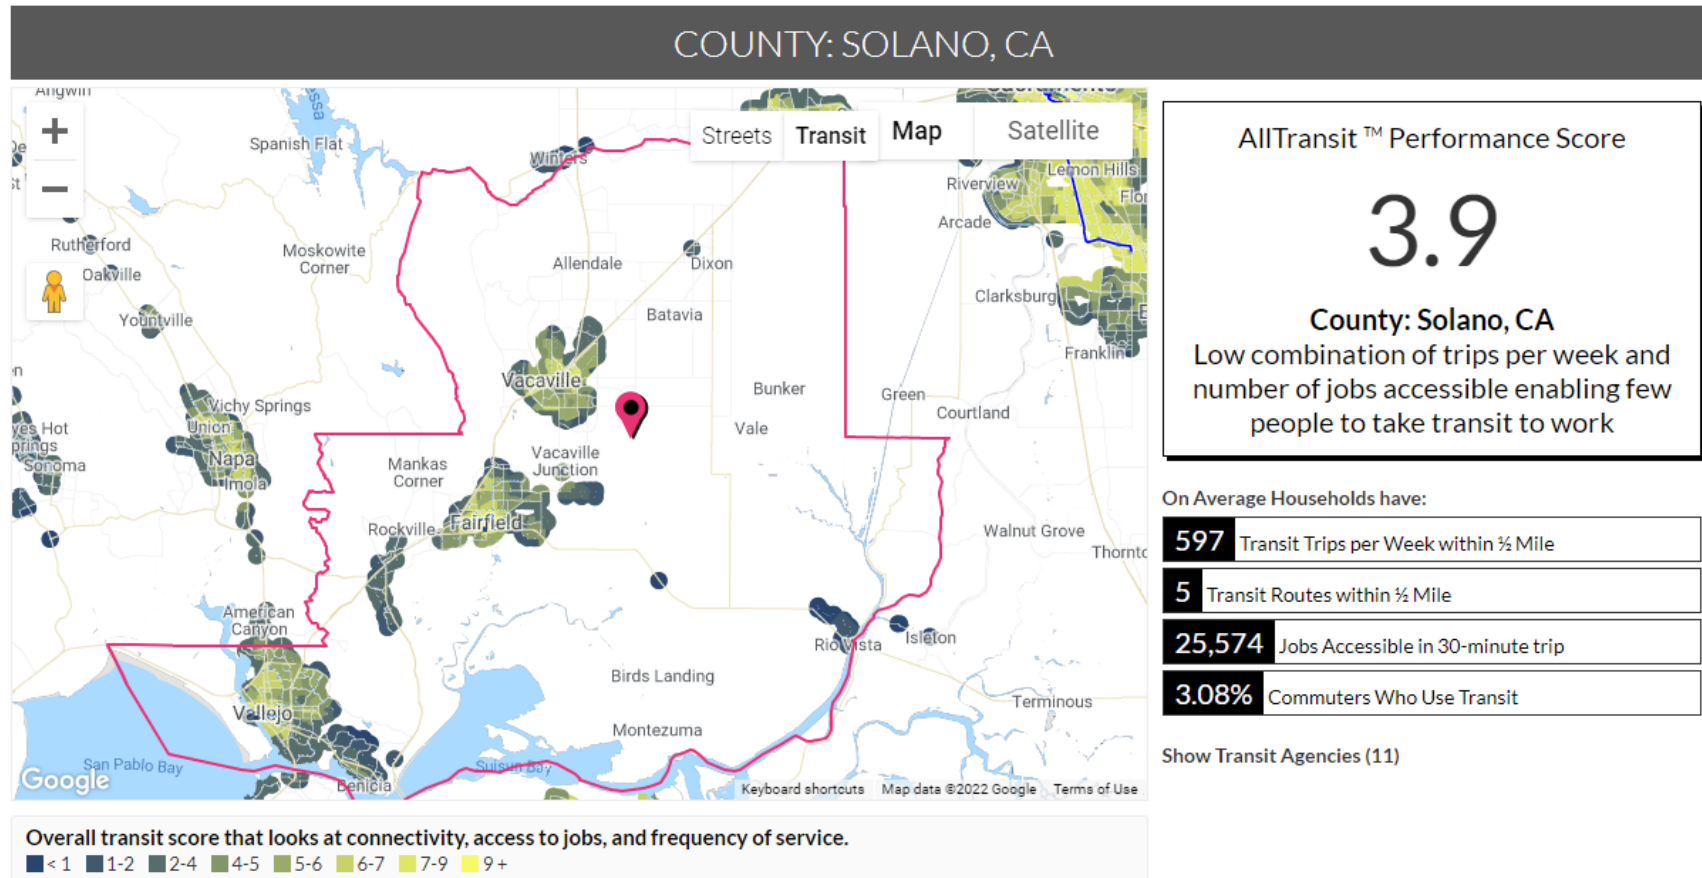 COUNTY: SOLANO, CA
Angwin
Spanish Flat
Winters
Streets
Transit
Map
Satellite
Sacramento
Lemon Hills
Riverview
Arcade
Rutherford
Oakville
Moskowite
Corner
Allendale
Dixon
Clarksburg
Yountville
Batavia
Franklin
Vacaville
Bunker
Green
Courtland
Vichy Springs
Union
Vale
Napa
Imola
Sonoma
Mankas
Corner
Vacaville
Junction
Rockville
Fairfield
Walnut Grove
American
Canyon
Rio Vista
Isleton
Birds Landing
Terminous
Vallejo
Montezuma
San Pablo Bay
Suisun Bay
Benicia
Google
Keyboard shortcuts
Map data ©2022 Google
Terms of Use
Overall transit score that looks at connectivity, access to jobs, and frequency of service.
< 1 1-2 2-4 4-5 5-6 6-7 7-9 9 +
AllTransit ™ Performance Score
3.9
County: Solano, CA
Low combination of trips per week and
number of jobs accessible enabling few
people to take transit to work
On Average Households have:
597 Transit Trips per Week within ½ Mile
5 Transit Routes within ½ Mile
25,574 Jobs Accessible in 30-minute trip
3.08% Commuters Who Use Transit
Show Transit Agencies (11)